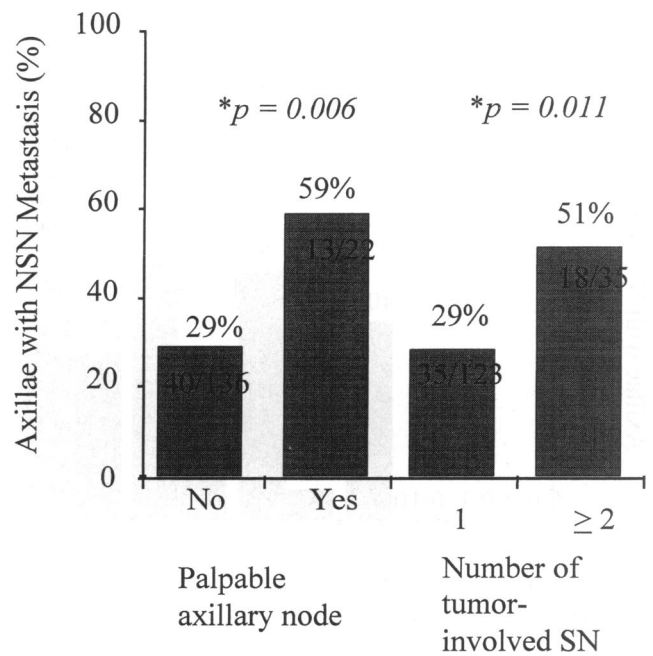 Axillae with NSN Metastasis (%)
100
80
60
40
20
0
*p = 0.006
*p = 0.011
29%
40/136
59%
13/22
29%
35/123
51%
18/35
No
Yes
1
≥ 2
Palpable
axillary node
Number of
tumor-
involved SN